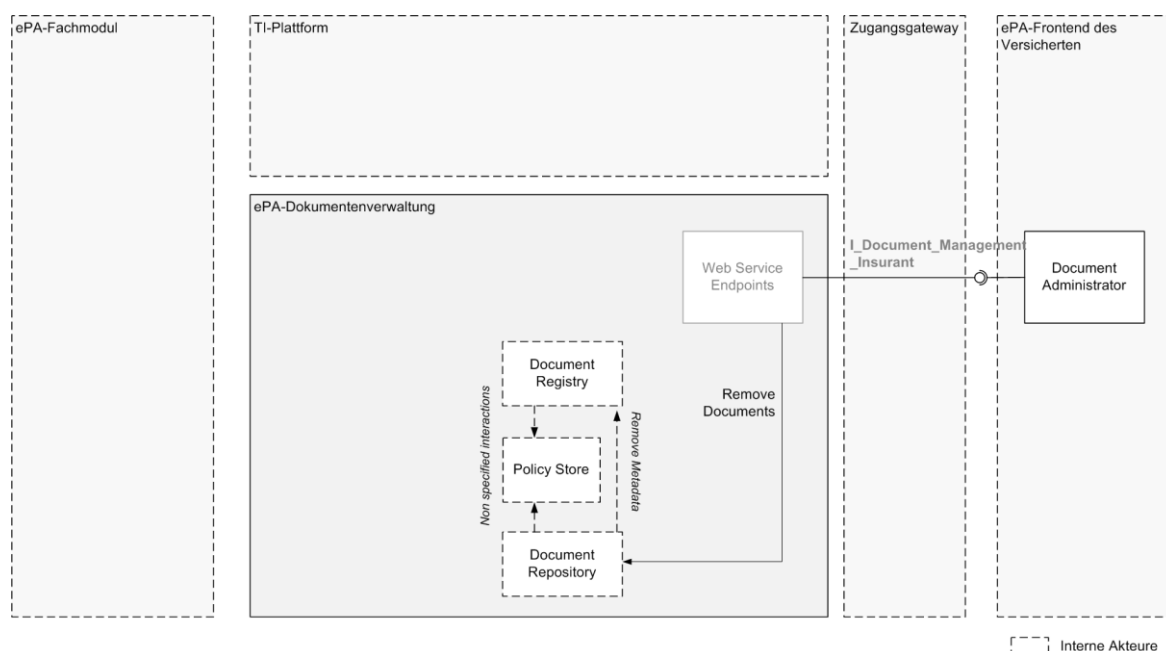 ePA-Fachmodul
TI-Plattform
Zugangsgateway
ePA-Frontend des
Versicherten
ePA-Dokumentenverwaltung
Web Service
Endpoints
I_Document_Management
_Insurant
Document
Administrator
Document
Registry
Remove
Documents
Non specified interactions
Remove Metadata
Policy Store
Document
Repository
Interne Akteure